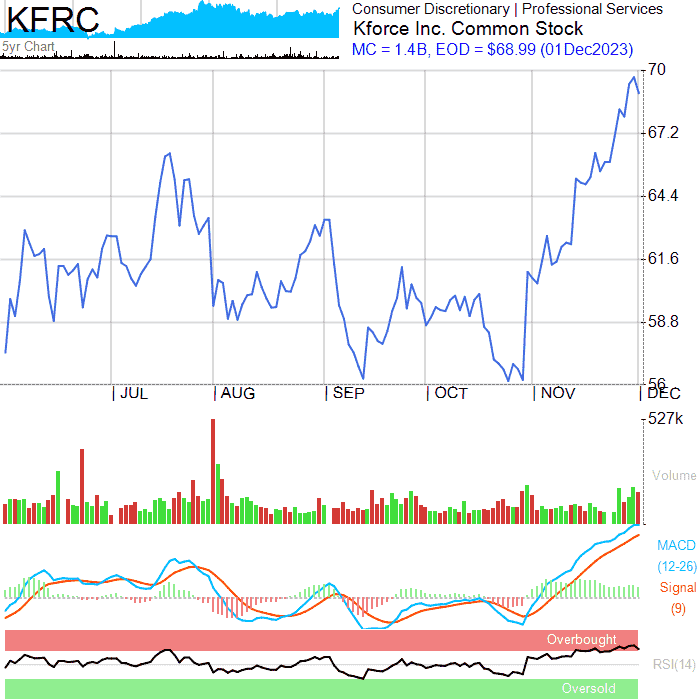 KFRC
Consumer Discretionary | Professional Services
Kforce Inc. Common Stock
5yr Chart
MC = 1.4B, EOD = $68.99 (01Dec2023)
70
67.2
64.4
61.6
58.8
56
JUL AUG SEP OCT NOV DEC
527k
Volume
MACD
(12-26)
Signal
(9)
Overbought
RSI(14)
Oversold